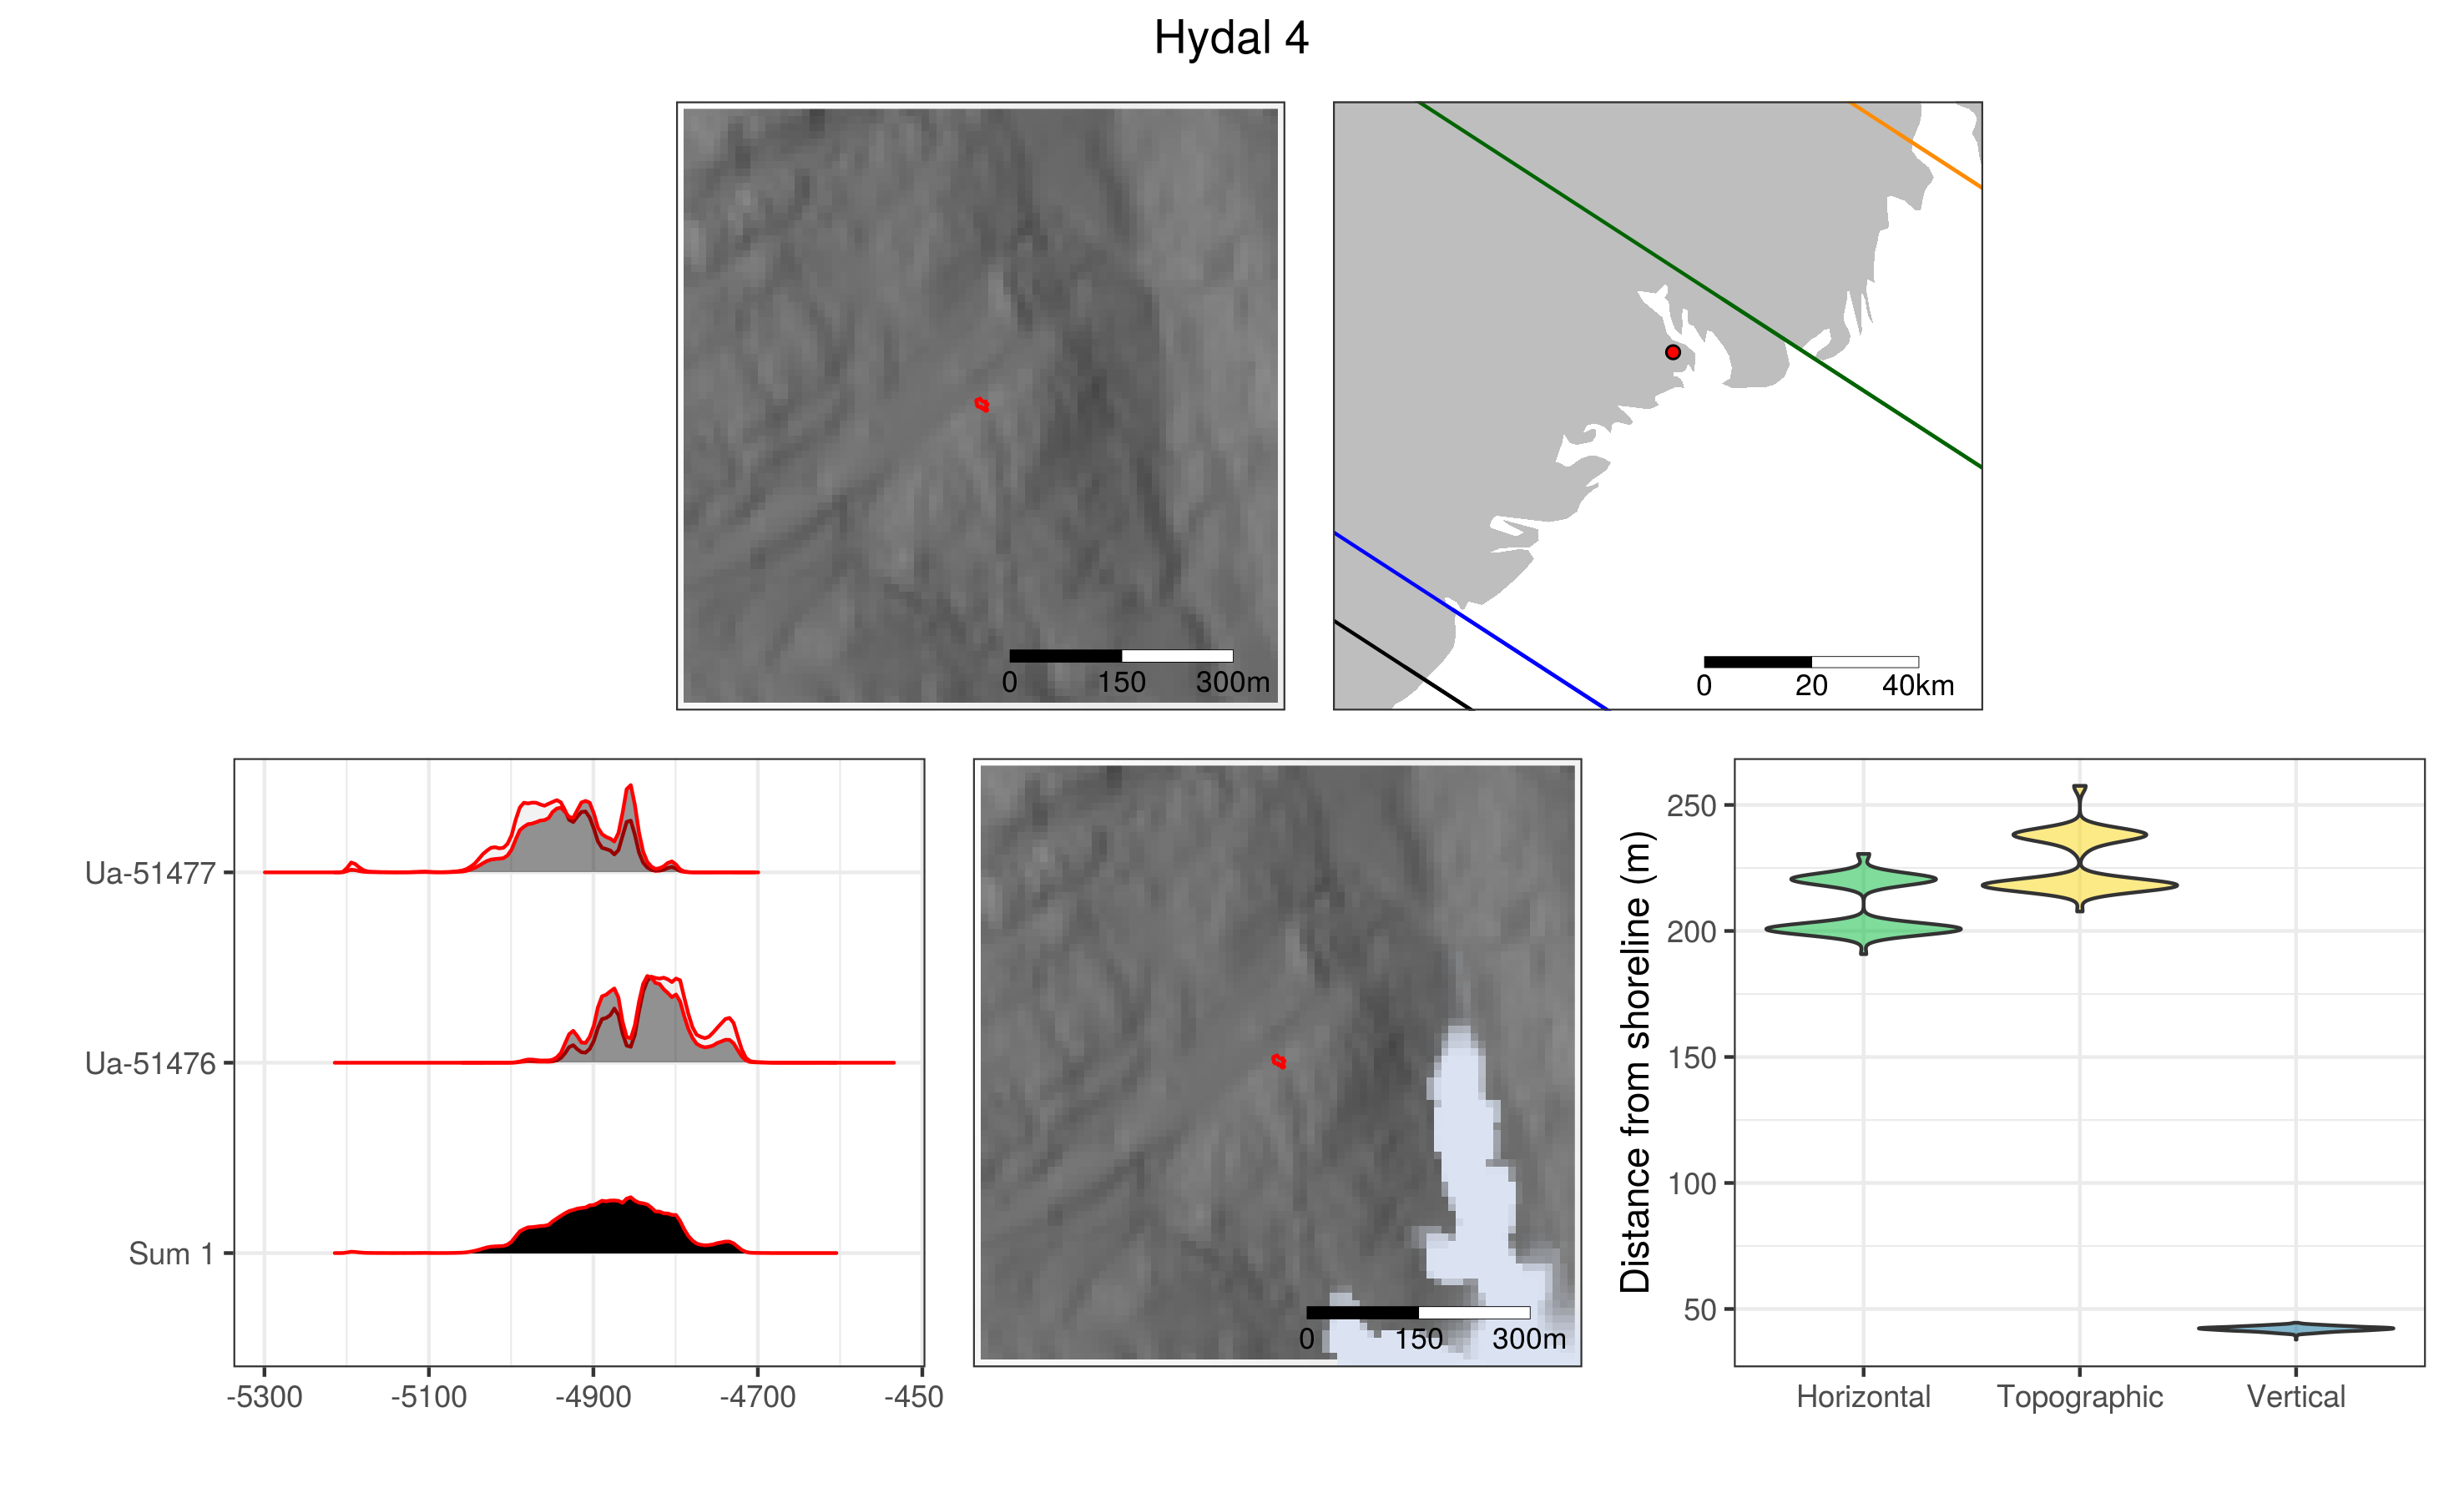 Hydal 4
0 150 300m
0 20 40km
Ua-51477
Ua-51476
Sum 1
-5300 -5100 -4900 -4700 -450
0 150 300m
Distance from shoreline (m)
250
200
150
100
50
Horizontal Topographic Vertical